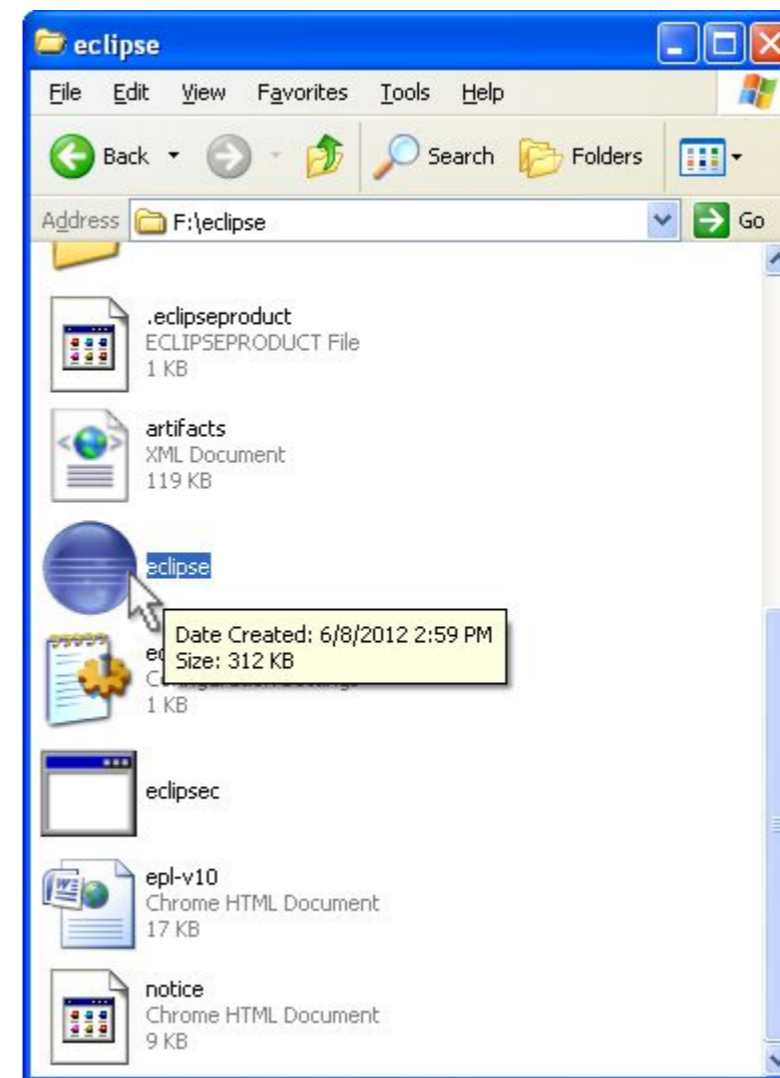 eclipse
File Edit View Favorites Tools Help
Back Search Folders
Address F:\eclipse Go
.eclipseproduct
ECLIPSEPRODUCT File
1 KB
artifacts
XML Document
119 KB
eclipse
Date Created: 6/8/2012 2:59 PM
Size: 312 KB
1 KB
eclipsec
epl-v10
Chrome HTML Document
17 KB
notice
Chrome HTML Document
9 KB